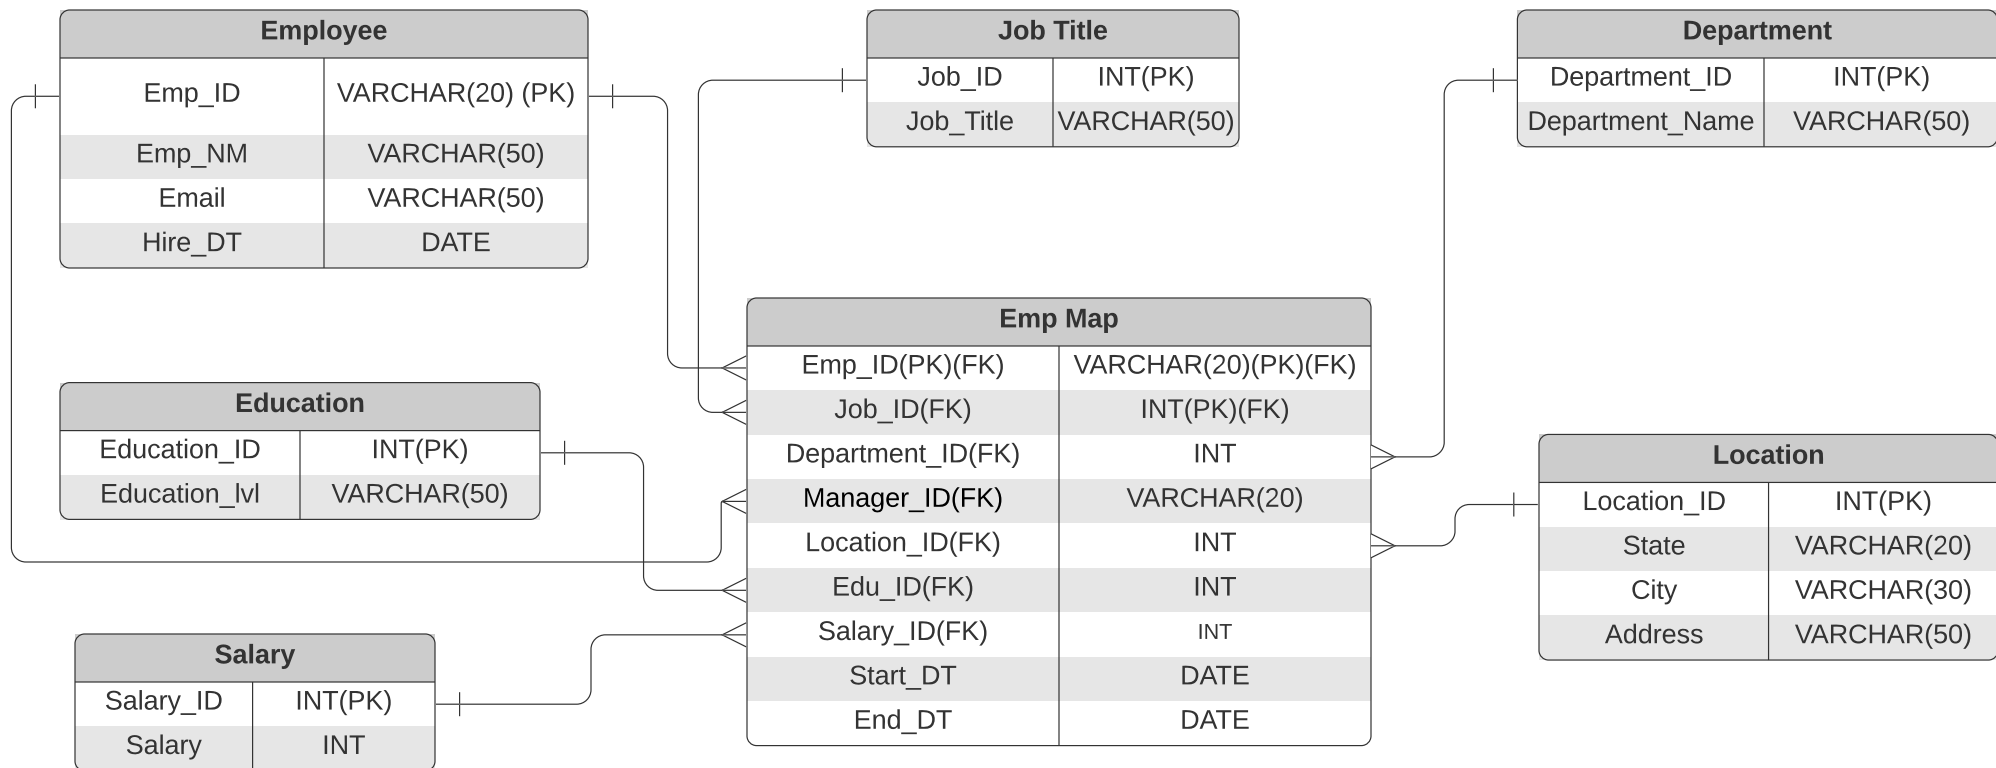 Employee
Emp_ID VARCHAR(20) (PK)
Emp_NM VARCHAR(50)
Email VARCHAR(50)
Hire_DT DATE
Job Title
Job_ID INT(PK)
Job_Title VARCHAR(50)
Department
Department_ID INT(PK)
Department_Name VARCHAR(50)
Emp Map
Emp_ID(PK)(FK) VARCHAR(20)(PK)(FK)
Job_ID(FK) INT(PK)(FK)
Department_ID(FK) INT
Manager_ID(FK) VARCHAR(20)
Location_ID(FK) INT
Edu_ID(FK) INT
Salary_ID(FK) INT
Start_DT DATE
End_DT DATE
Education
Education_ID INT(PK)
Education_lvl VARCHAR(50)
Location
Location_ID INT(PK)
State VARCHAR(20)
City VARCHAR(30)
Address VARCHAR(50)
Salary
Salary_ID INT(PK)
Salary INT